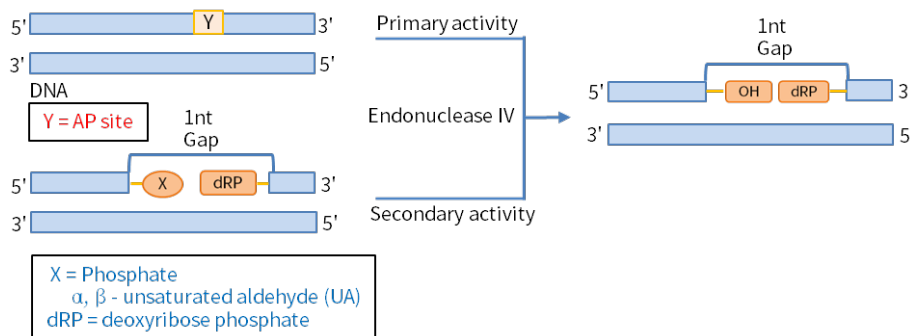 5' Y 3'
3' 5'
DNA
Y = AP site
1nt
Gap
5' X dRP 3'
3' 5'
X = Phosphate
α, β - unsaturated aldehyde (UA)
dRP = deoxyribose phosphate
Primary activity
Endonuclease IV
Secondary activity
1nt
Gap
5' OH dRP 3
3' 5